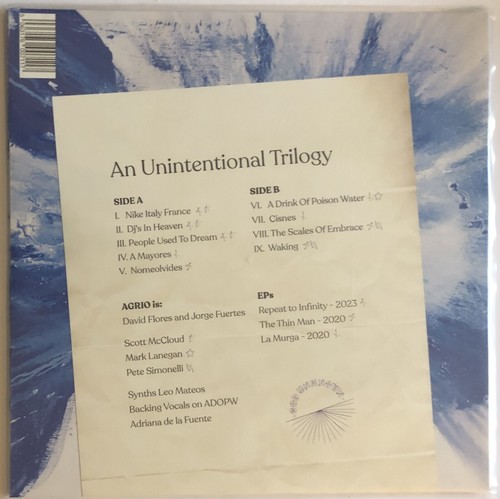 An Unintentional Trilogy
SIDE A
I. Nike Italy France
II. Dj's In Heaven
III. People Used To Dream
IV. A Mayores
V. Nomeolvides
SIDE B
VI. A Drink Of Poison Water
VII. Cisnes
VIII. The Scales Of Embrace
IX. Waking
AGRIO is:
David Flores and Jorge Fuertes
Scott McCloud
Mark Lanegan
Pete Simonelli
Synths Leo Mateos
Backing Vocals on ADOPW
Adriana de la Fuente
EPs
Repeat to Infinity - 2023
The Thin Man - 2020
La Murga - 2020